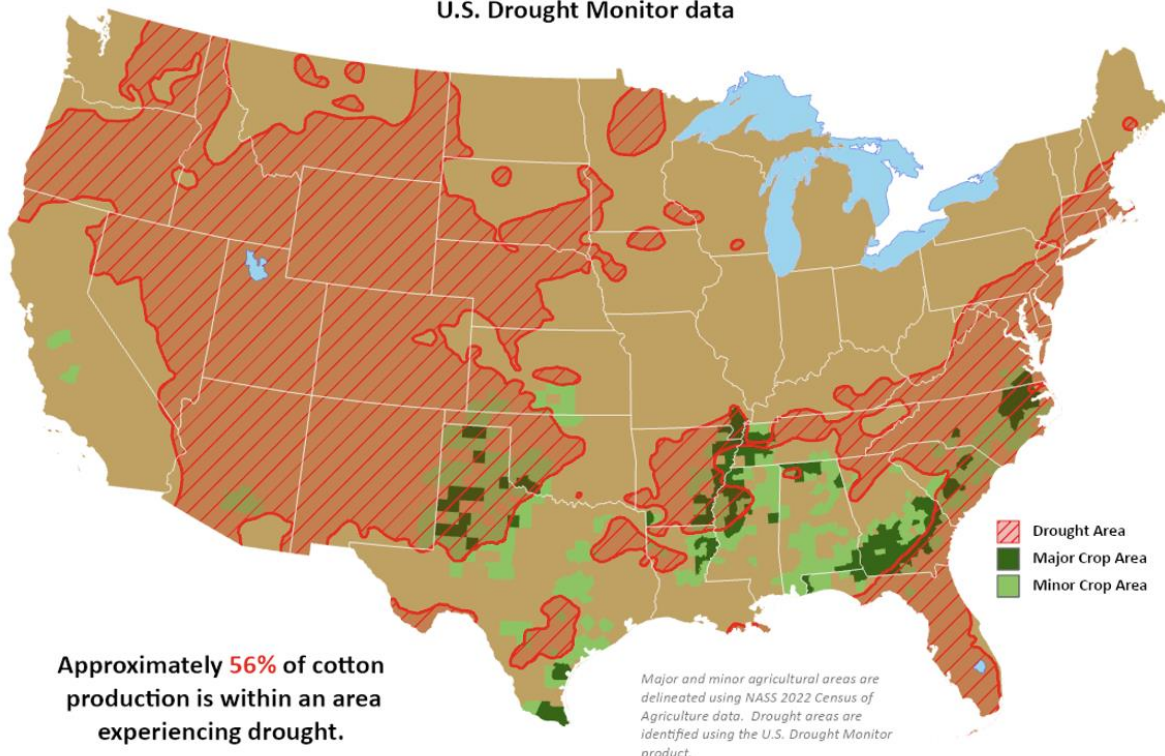 U.S. Drought Monitor data
Drought Area
Major Crop Area
Minor Crop Area
Approximately 56% of cotton
production is within an area
experiencing drought.
Major and minor agricultural areas are
delineated using NASS 2022 Census of
Agriculture data. Drought areas are
identified using the U.S. Drought Monitor
product.